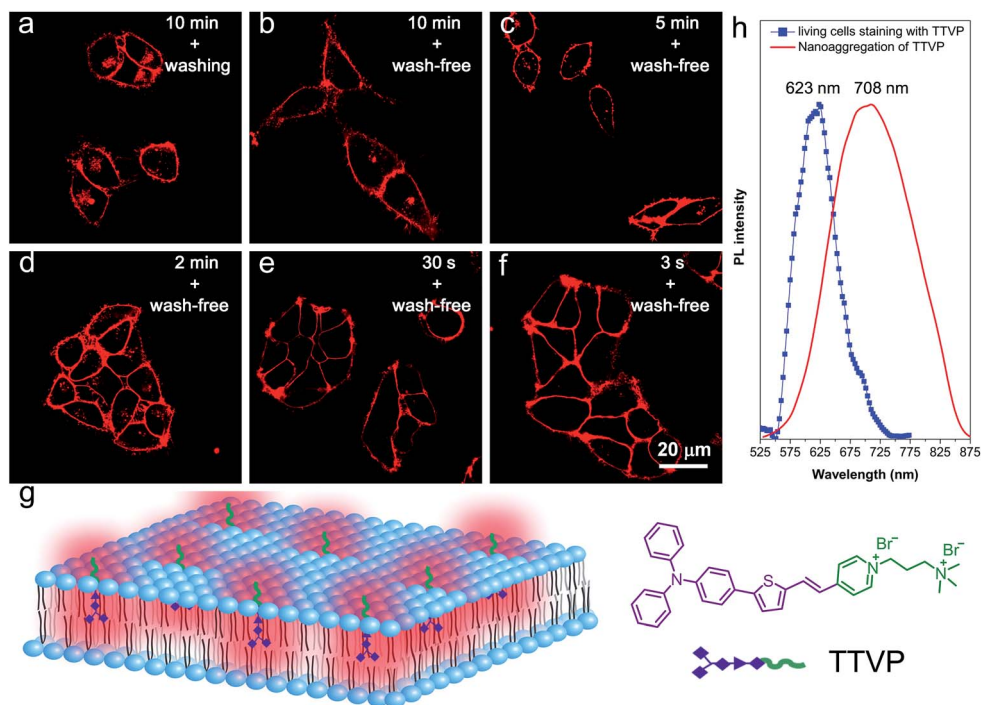 a
10 min
+
washing
b
10 min
+
wash-free
c
5 min
+
wash-free
d
2 min
+
wash-free
e
30 s
+
wash-free
f
3 s
+
wash-free
20 μm
h
living cells staining with TTVP
Nanoaggregation of TTVP
623 nm 708 nm
PL intensity
525 575 625 675 725 775 825 875
Wavelength (nm)
g
Br⁻
Br⁻
N
S
N⁺
N⁺
TTVP